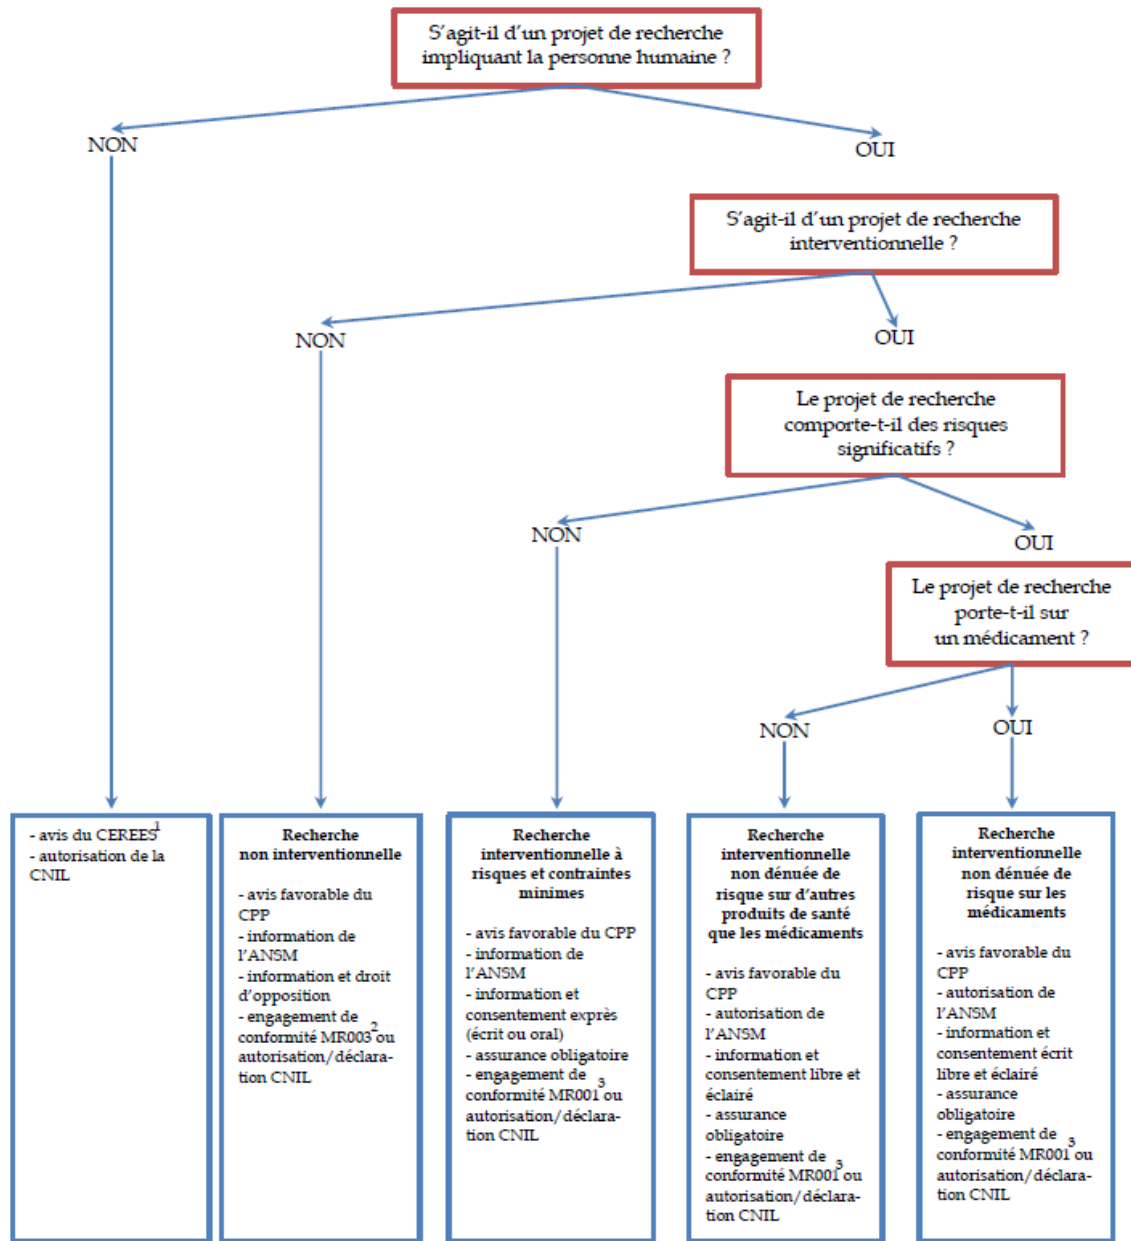 S'agit-il d'un projet de recherche
impliquant la personne humaine ?
NON
OUI
S'agit-il d'un projet de recherche
interventionnelle ?
NON
OUI
Le projet de recherche
comporte-t-il des risques
significatifs ?
NON
OUI
Le projet de recherche
porte-t-il sur
un médicament ?
NON
OUI
- avis du CEREES1
- autorisation de la
CNIL
Recherche
non interventionnelle
- avis favorable du
CPP
- information de
l'ANSM
- information et droit
d'opposition
- engagement de
conformité MR0032 ou
autorisation/déclara-
tion CNIL
Recherche
interventionnelle à
risques et contraintes
minimes
- avis favorable du CPP
- information de
l'ANSM
- information et
consentement exprès
(écrit ou oral)
- assurance obligatoire
- engagement de
conformité MR0013 ou
autorisation/déclara-
tion CNIL
Recherche
interventionnelle
non dénuée de
risque sur d'autres
produits de santé
que les médicaments
- avis favorable du
CPP
- autorisation de
l'ANSM
- information et
consentement libre et
éclairé
- assurance
obligatoire
- engagement de
conformité MR0013 ou
autorisation/déclara-
tion CNIL
Recherche
interventionnelle
non dénuée de
risque sur les
médicaments
- avis favorable du
CPP
- autorisation de
l'ANSM
- information et
consentement écrit
libre et éclairé
- assurance
obligatoire
- engagement de
conformité MR0013 ou
autorisation/déclara-
tion CNIL